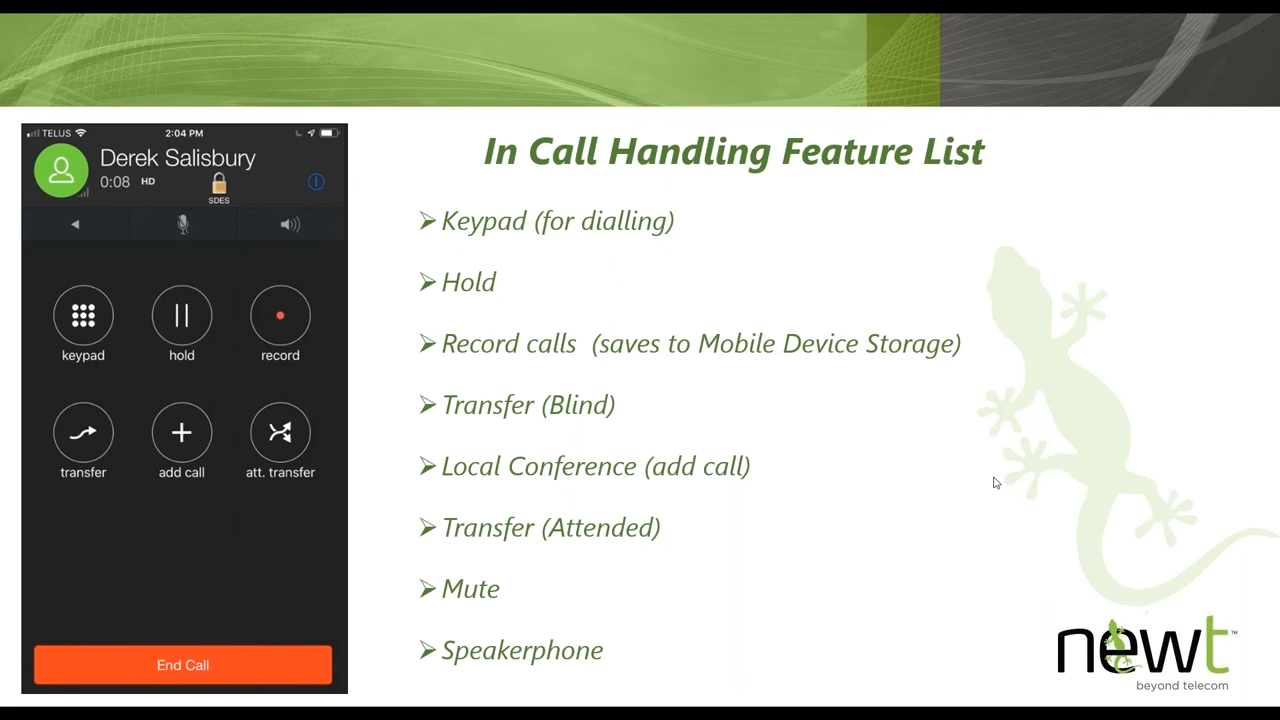 TELUS 2:04 PM
Derek Salisbury
0:08 HD
SDES
keypad hold record
transfer add call att. transfer
End Call
In Call Handling Feature List
Keypad (for dialling)
Hold
Record calls (saves to Mobile Device Storage)
Transfer (Blind)
Local Conference (add call)
Transfer (Attended)
Mute
Speakerphone
newt™
beyond telecom